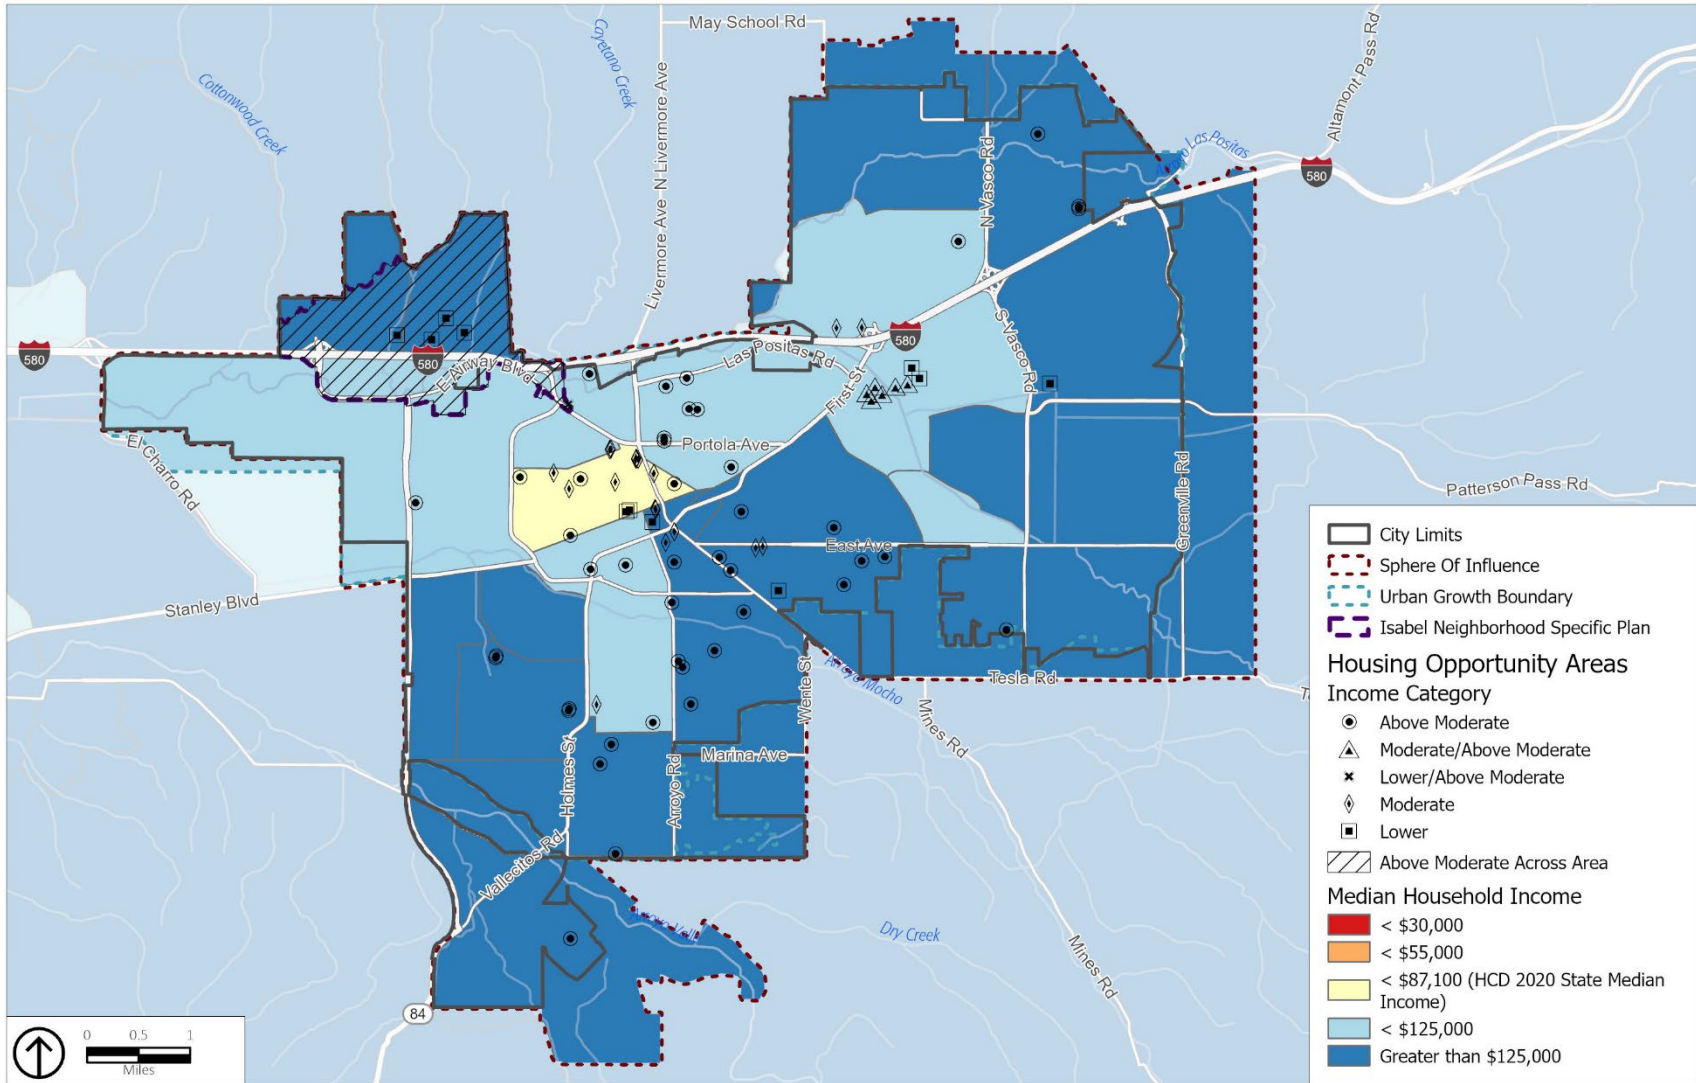 May School Rd
Cottonwood Creek
Cayetano Creek
Livermore Ave N Livermore Ave
N Vasco Rd
Altamont Pass Rd
Arroyo Las Positas
580
580
580
580
E Airway Blvd
Las Positas Rd
First St
S Vasco Rd
Portola Ave
El Charro Rd
Greenville Rd
Patterson Pass Rd
East Ave
Stanley Blvd
Tesla Rd
Arroyo Mocho
Wente St
Mines Rd
Marina Ave
Holmes St
Arroyo Rd
Vallecitos Rd
Dry Creek
Mines Rd
84
0 0.5 1
Miles
City Limits
Sphere Of Influence
Urban Growth Boundary
Isabel Neighborhood Specific Plan
Housing Opportunity Areas
Income Category
Above Moderate
Moderate/Above Moderate
Lower/Above Moderate
Moderate
Lower
Above Moderate Across Area
Median Household Income
< $30,000
< $55,000
< $87,100 (HCD 2020 State Median
Income)
< $125,000
Greater than $125,000